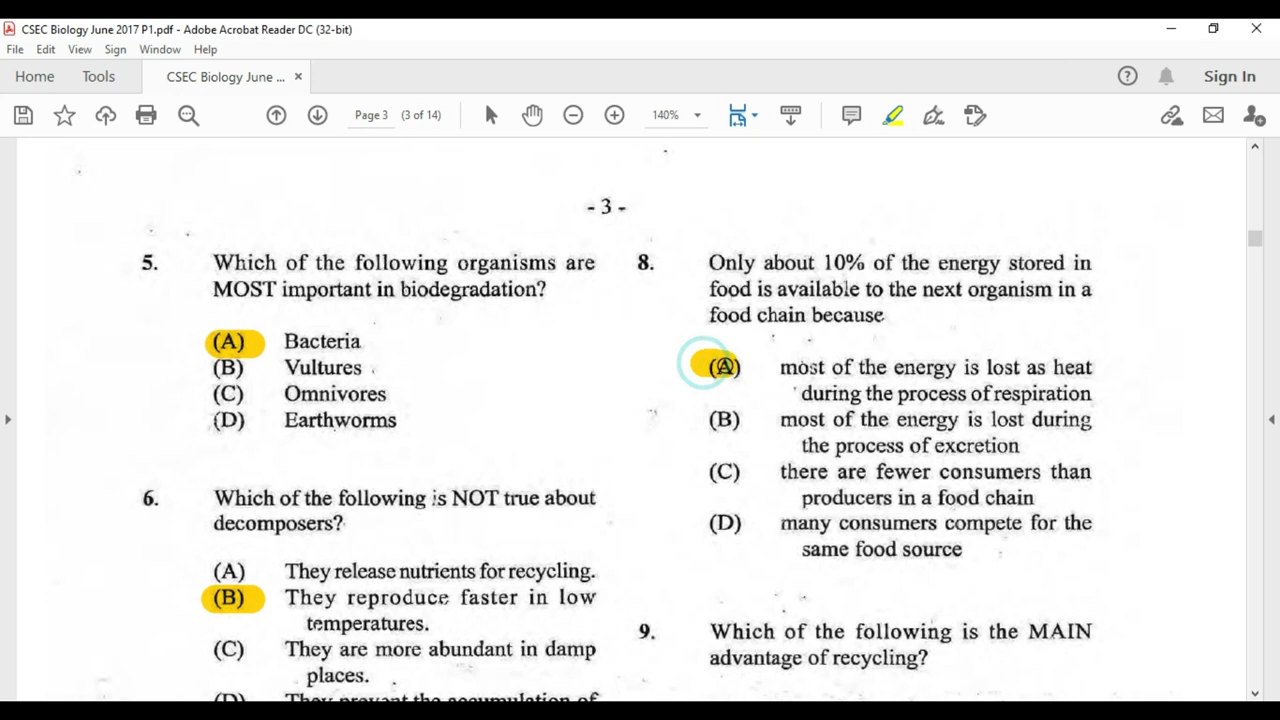 CSEC Biology June 2017 P1.pdf - Adobe Acrobat Reader DC (32-bit)
File Edit View Sign Window Help
Home Tools CSEC Biology June ... × Sign In
Page 3 (3 of 14) 140%
- 3 -
5. Which of the following organisms are
MOST important in biodegradation?
(A) Bacteria
(B) Vultures
(C) Omnivores
(D) Earthworms
6. Which of the following is NOT true about
decomposers?
(A) They release nutrients for recycling.
(B) They reproduce faster in low
temperatures.
(C) They are more abundant in damp
places.
(D) They prevent the accumulation of
8. Only about 10% of the energy stored in
food is available to the next organism in a
food chain because
(A) most of the energy is lost as heat
during the process of respiration
(B) most of the energy is lost during
the process of excretion
(C) there are fewer consumers than
producers in a food chain
(D) many consumers compete for the
same food source
9. Which of the following is the MAIN
advantage of recycling?